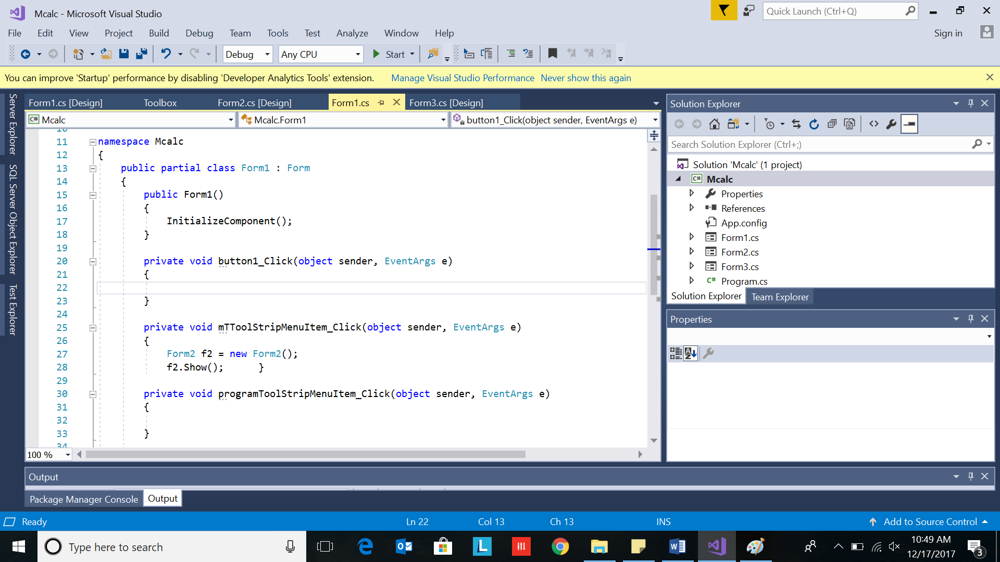 Mcalc - Microsoft Visual Studio
Quick Launch (Ctrl+Q)
File Edit View Project Build Debug Team Tools Test Analyze Window Help
Sign in
Debug Any CPU Start
You can improve 'Startup' performance by disabling 'Developer Analytics Tools' extension. Manage Visual Studio Performance Never show this again
Server Explorer
SQL Server Object Explorer
Test Explorer
Form1.cs [Design] Toolbox Form2.cs [Design] Form1.cs Form3.cs [Design]
C# Mcalc Mcalc.Form1 button1_Click(object sender, EventArgs e)
10
11 namespace Mcalc
12 {
13 public partial class Form1 : Form
14 {
15 public Form1()
16 {
17 InitializeComponent();
18 }
19
20 private void button1_Click(object sender, EventArgs e)
21 {
22
23 }
24
25 private void mTToolStripMenuItem_Click(object sender, EventArgs e)
26 {
27 Form2 f2 = new Form2();
28 f2.Show(); }
29
30 private void programToolStripMenuItem_Click(object sender, EventArgs e)
31 {
32
33 }
34
100 %
Solution Explorer
Search Solution Explorer (Ctrl+;)
Solution 'Mcalc' (1 project)
C# Mcalc
Properties
References
App.config
Form1.cs
Form2.cs
Form3.cs
C# Program.cs
Solution Explorer Team Explorer
Properties
Output
Package Manager Console Output
Ready Ln 22 Col 13 Ch 13 INS Add to Source Control
Type here to search
10:49 AM
12/17/2017
3